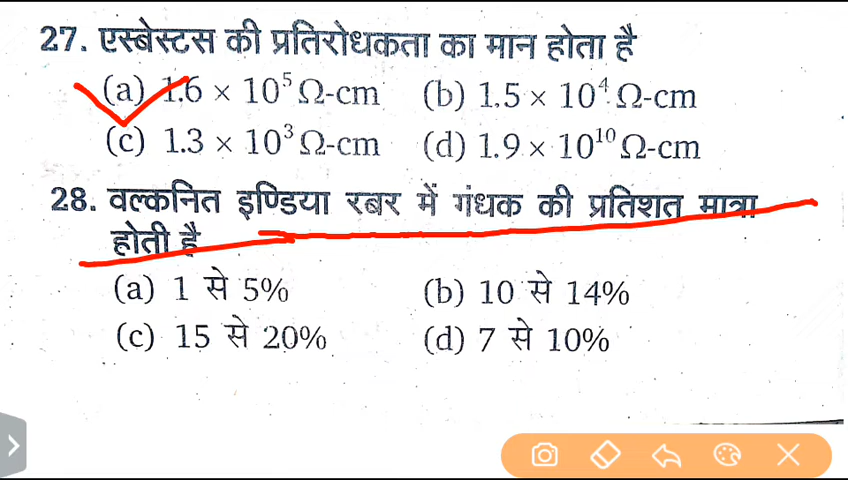 27. एस्बेस्टस की प्रतिरोधकता का मान होता है
(a) 1.6 × 10⁵ Ω-cm (b) 1.5 × 10⁴ Ω-cm
(c) 1.3 × 10³ Ω-cm (d) 1.9 × 10¹⁰ Ω-cm
28. वल्कनित इण्डिया रबर में गंधक की प्रतिशत मात्रा
होती है
(a) 1 से 5% (b) 10 से 14%
(c) 15 से 20% (d) 7 से 10%